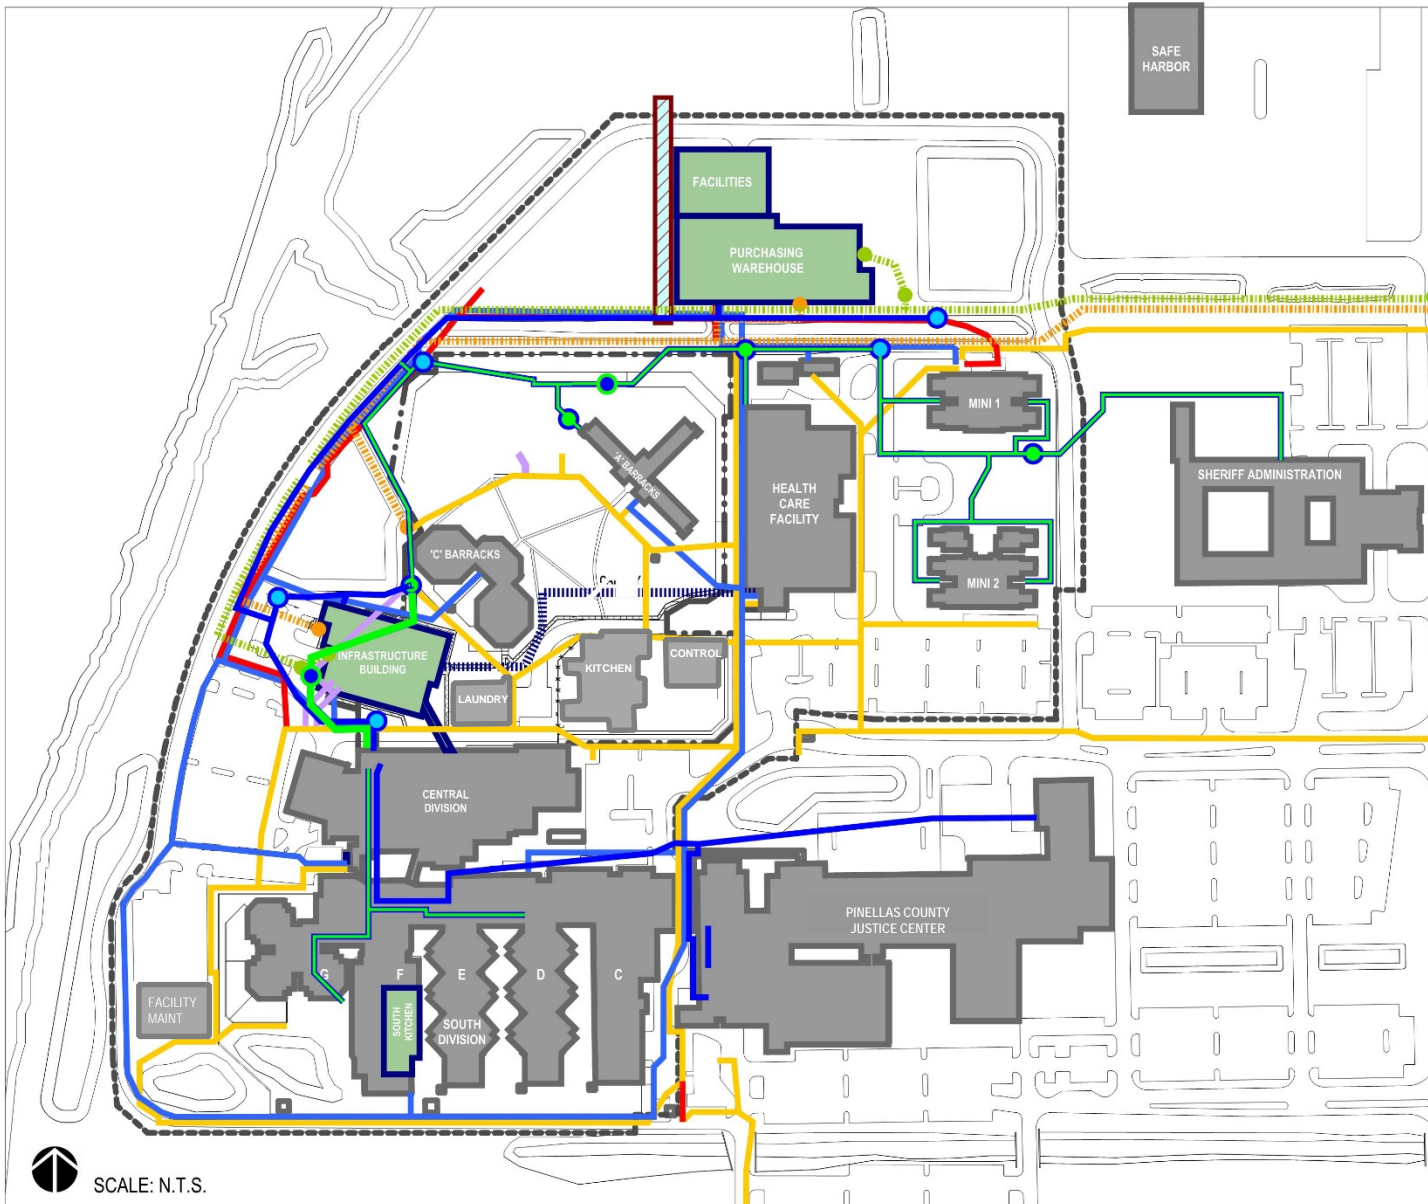 SAFE
HARBOR
FACILITIES
PURCHASING
WAREHOUSE
MINI 1
'A' BARRACKS
HEALTH
CARE
FACILITY
SHERIFF ADMINISTRATION
'C' BARRACKS
MINI 2
INFRASTRUCTURE
BUILDING
KITCHEN
CONTROL
LAUNDRY
CENTRAL
DIVISION
PINELLAS COUNTY
JUSTICE CENTER
G
F
E
D
C
FACILITY
MAINT
SOUTH
KITCHEN
SOUTH
DIVISION
SCALE: N.T.S.